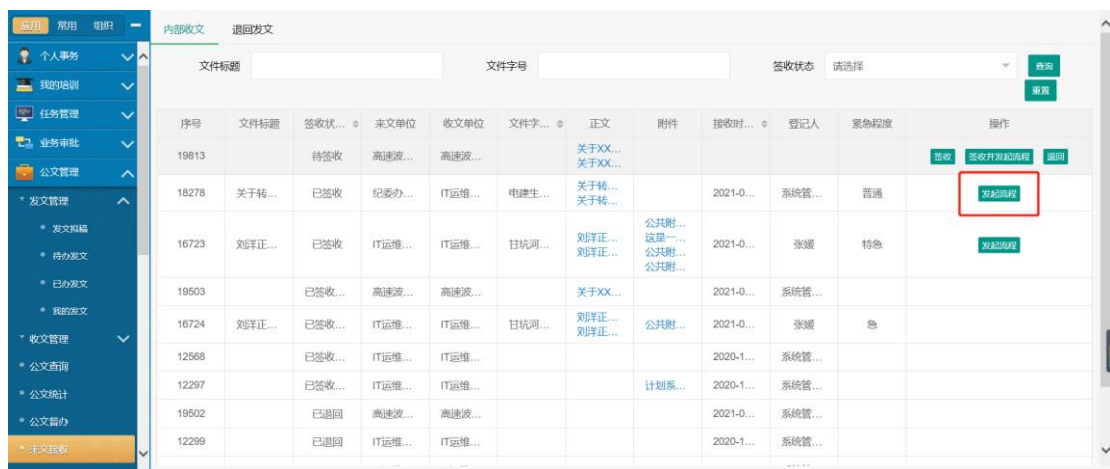 应用 常用 组织
个人事务
我的培训
任务管理
业务审批
公文管理
发文管理
发文拟稿
待办发文
已办发文
我的发文
收文管理
公文查询
公文统计
公文督办
来文接收
内部收文 退回发文
文件标题 文件字号 签收状态 请选择 查询
重置
序号 文件标题 签收状... 来文单位 收文单位 文件字... 正文 附件 接收时... 登记人 紧急程度 操作
19813 待签收 高速波... 高速波... 关于XX... 签收 签收并发起流程 退回
关于XX...
18278 关于转... 已签收 纪委办... IT运维... 电建生... 关于转... 2021-0... 系统管... 普通 发起流程
关于转...
16723 刘洋正... 已签收 IT运维... IT运维... 甘坑河... 刘洋正... 公共附... 2021-0... 张媛 特急 发起流程
刘洋正... 这是一...
公共附...
公共附...
19503 已签收... 高速波... 高速波... 关于XX... 2021-0... 系统管...
16724 刘洋正... 已签收... IT运维... IT运维... 甘坑河... 刘洋正... 公共附... 2021-0... 张媛 急
刘洋正...
12568 已签收... IT运维... IT运维... 2020-1... 系统管...
12297 已签收... IT运维... IT运维... 计划系... 2020-1... 系统管...
19502 已退回 高速波... 高速波... 2021-0... 系统管...
12299 已退回 IT运维... IT运维... 2020-1... 系统管...